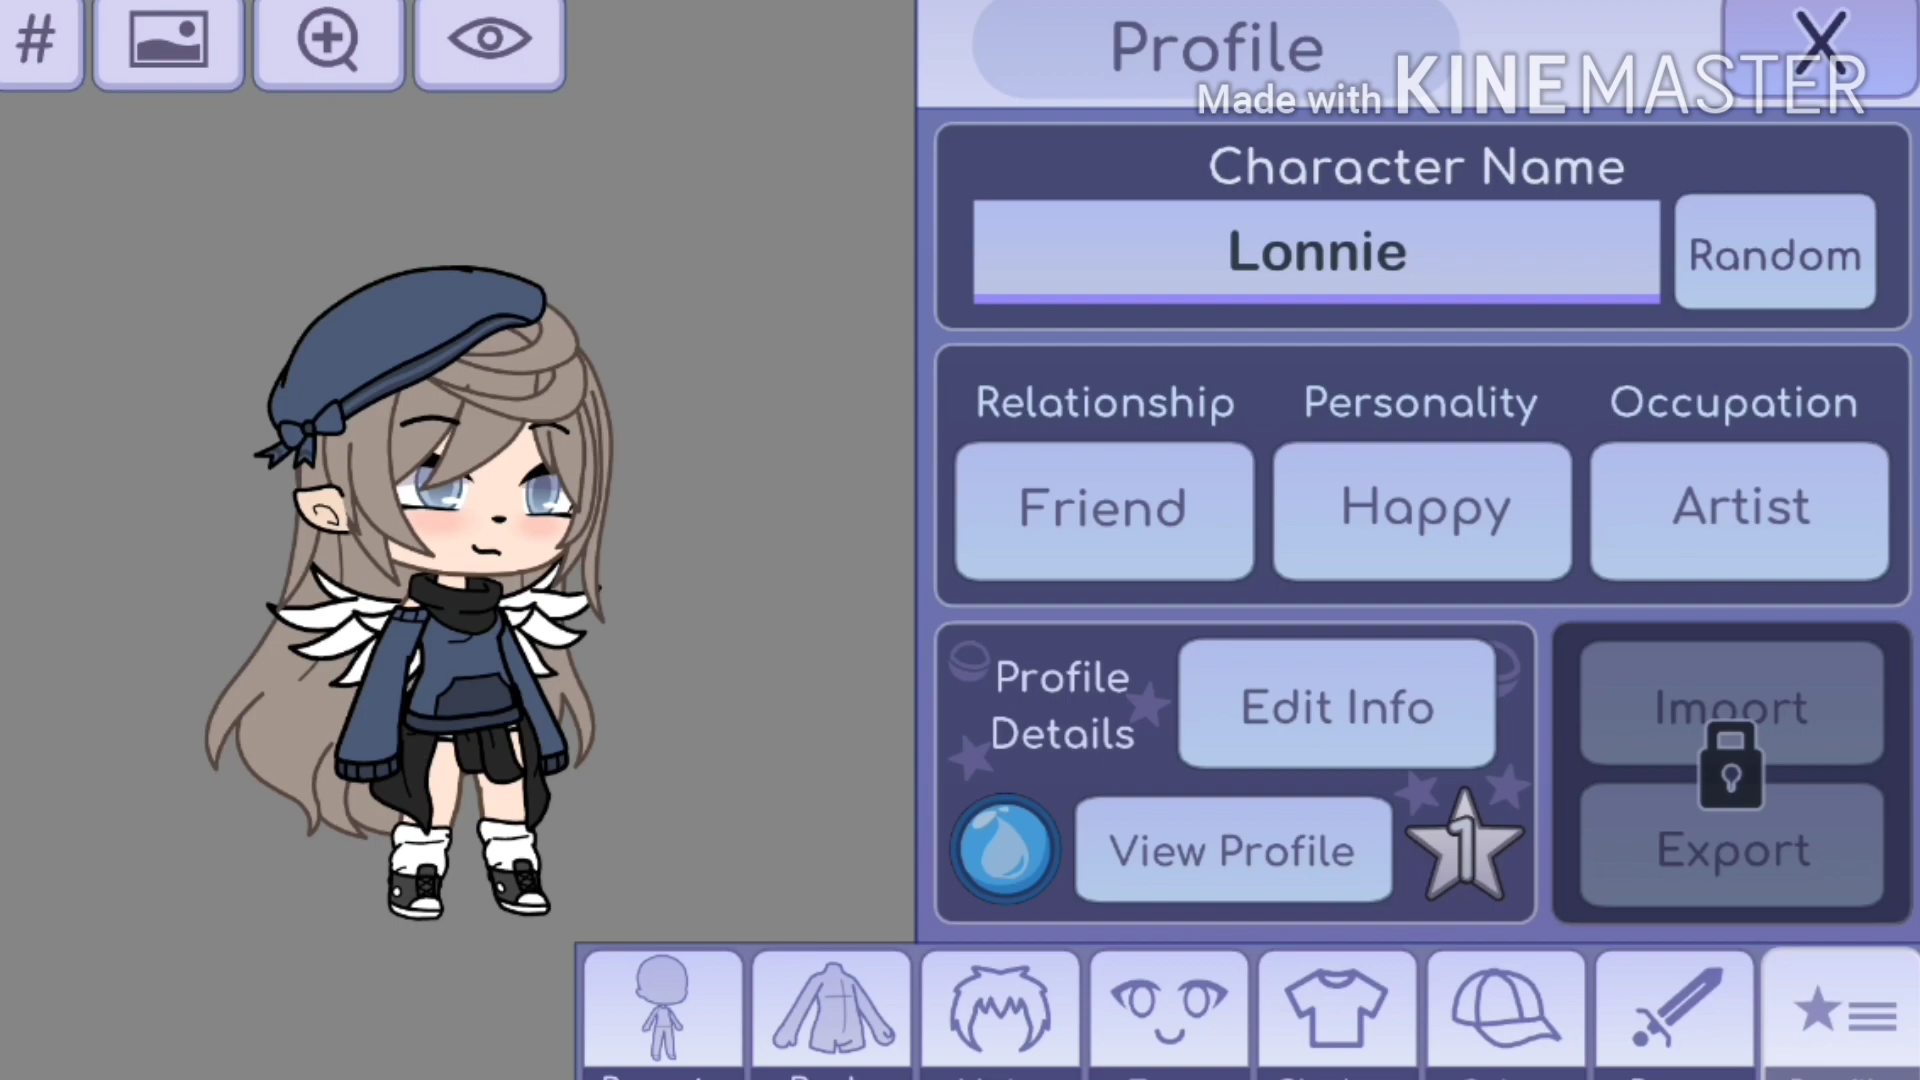 #
Profile
X
Made with KINEMASTER
Character Name
Lonnie
Random
Relationship
Personality
Occupation
Friend
Happy
Artist
Profile
Details
Edit Info
Import
View Profile
1
Export